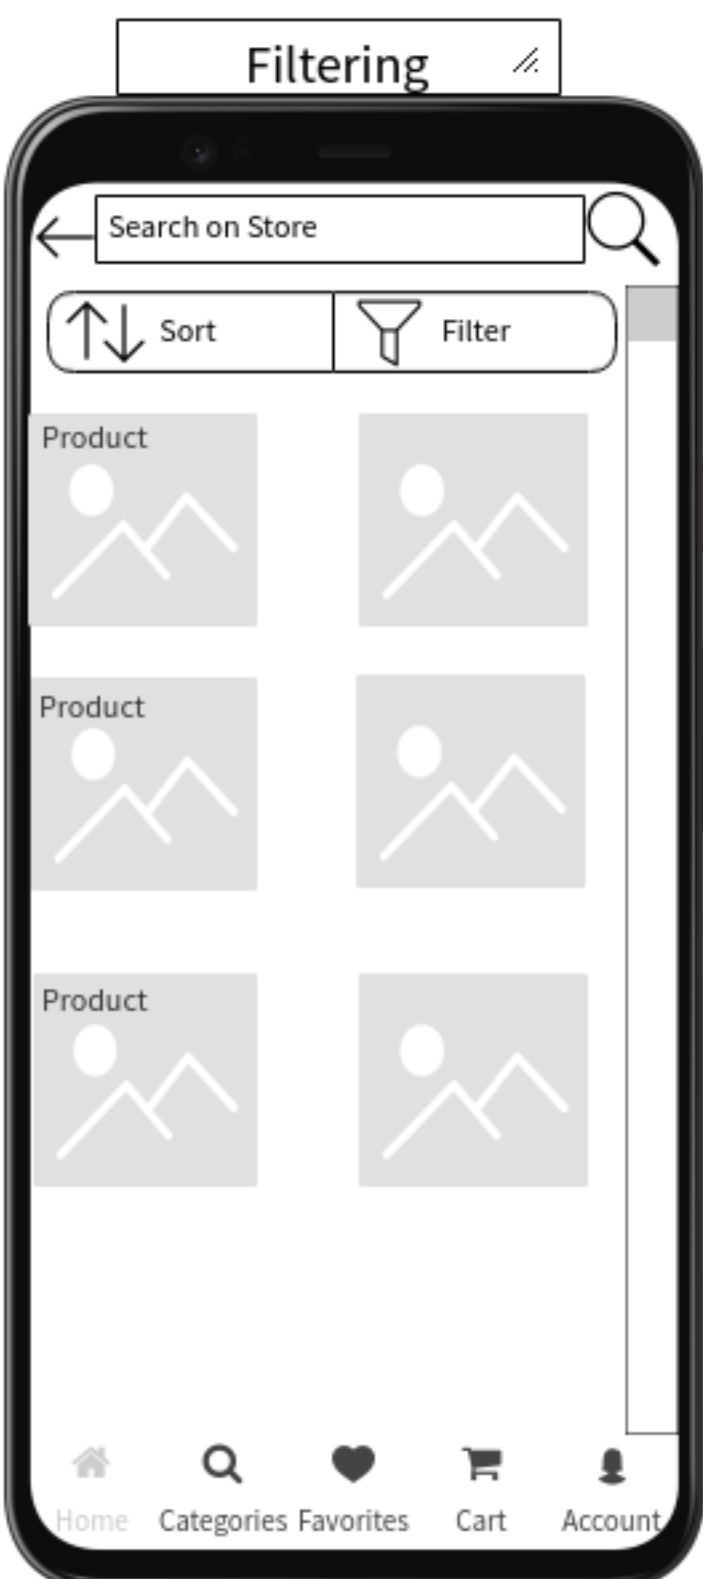 Filtering
Search on Store
Sort Filter
Product
Product
Product
Home Categories Favorites Cart Account